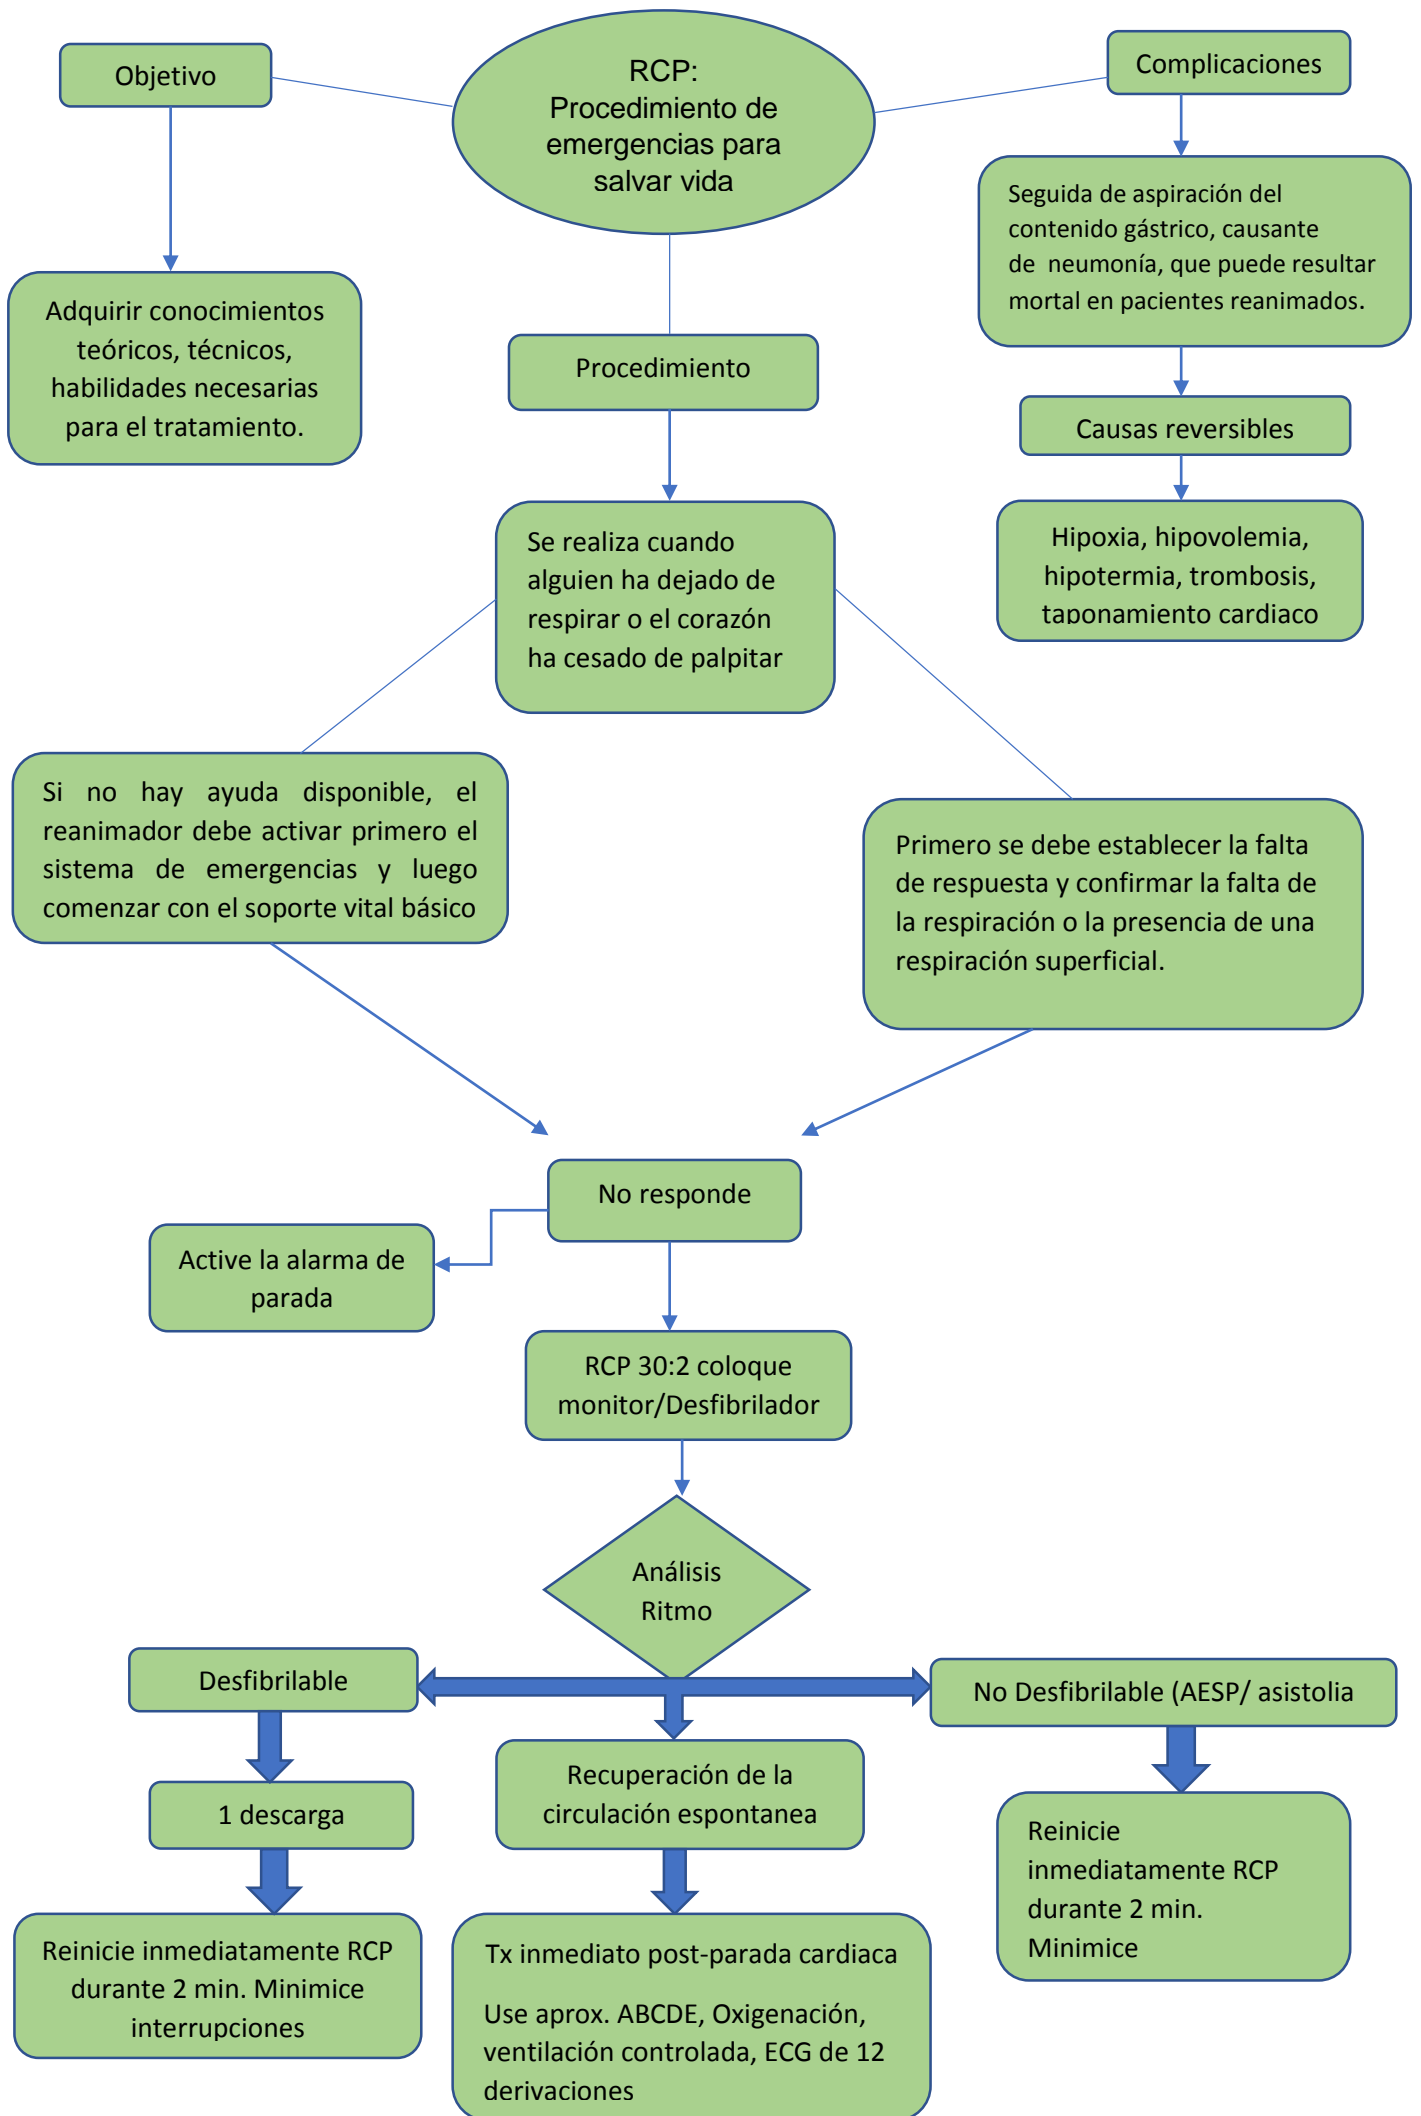 Objetivo
RCP:
Procedimiento de
emergencias para
salvar vida
Complicaciones
Adquirir conocimientos
teóricos, técnicos,
habilidades necesarias
para el tratamiento.
Seguida de aspiración del
contenido gástrico, causante
de neumonía, que puede resultar
mortal en pacientes reanimados.
Procedimiento
Causas reversibles
Hipoxia, hipovolemia,
hipotermia, trombosis,
taponamiento cardiaco
Se realiza cuando
alguien ha dejado de
respirar o el corazón
ha cesado de palpitar
Si no hay ayuda disponible, el
reanimador debe activar primero el
sistema de emergencias y luego
comenzar con el soporte vital básico
Primero se debe establecer la falta
de respuesta y confirmar la falta de
la respiración o la presencia de una
respiración superficial.
No responde
Active la alarma de
parada
RCP 30:2 coloque
monitor/Desfibrilador
Análisis
Ritmo
Desfibrilable
No Desfibrilable (AESP/ asistolia
1 descarga
Recuperación de la
circulación espontanea
Reinicie
inmediatamente RCP
durante 2 min.
Minimice
Reinicie inmediatamente RCP
durante 2 min. Minimice
interrupciones
Tx inmediato post-parada cardiaca
Use aprox. ABCDE, Oxigenación,
ventilación controlada, ECG de 12
derivaciones